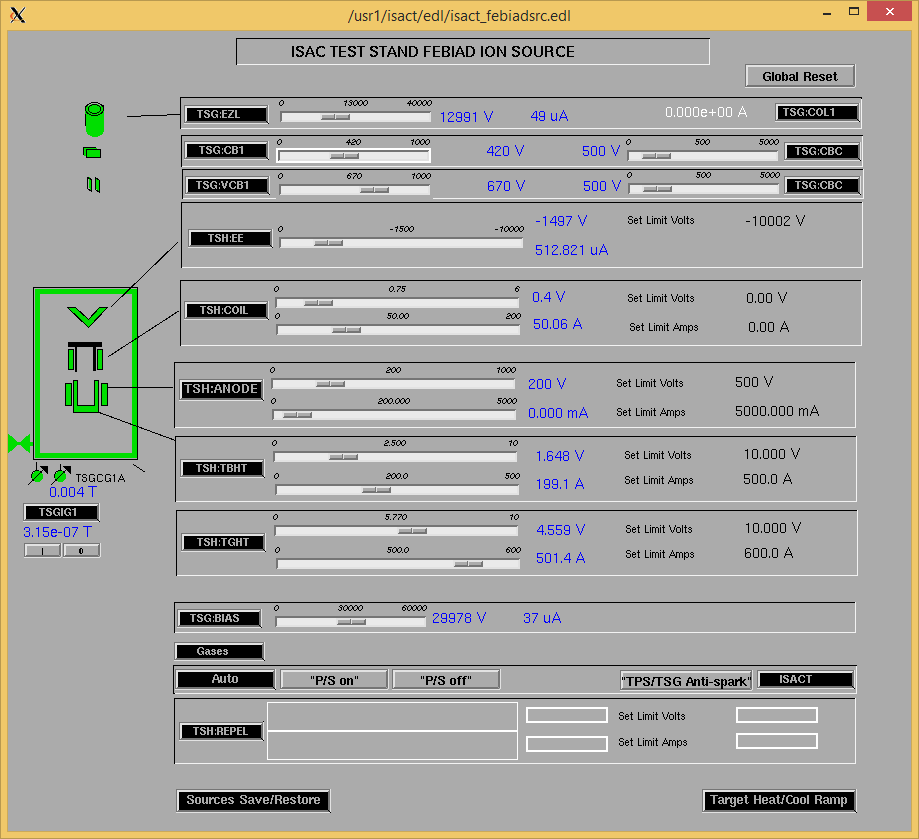 /usr1/isact/edl/isact_febiadsrc.edl
ISAC TEST STAND FEBIAD ION SOURCE
Global Reset
TSG:EZL 0 13000 40000 12991 V 49 uA 0.000e+00 A TSG:COL1
TSG:CB1 0 420 1000 420 V 500 V 0 500 5000 TSG:CBC
TSG:VCB1 0 670 1000 670 V 500 V 0 500 5000 TSG:CBC
TSH:EE 0 -1500 -10000 -1497 V Set Limit Volts -10002 V
512.821 uA
TSH:COIL 0 0.75 6 0.4 V Set Limit Volts 0.00 V
0 50.00 200 50.06 A Set Limit Amps 0.00 A
TSH:ANODE 0 200 1000 200 V Set Limit Volts 500 V
0 200.000 5000 0.000 mA Set Limit Amps 5000.000 mA
TSH:TBHT 0 2.500 10 1.648 V Set Limit Volts 10.000 V
0 200.0 500 199.1 A Set Limit Amps 500.0 A
TSGCG1A
0.004 T
TSGIG1
3.15e-07 T
I 0
TSH:TGHT 0 5.770 10 4.559 V Set Limit Volts 10.000 V
0 500.0 600 501.4 A Set Limit Amps 600.0 A
TSG:BIAS 0 30000 60000 29978 V 37 uA
Gases
Auto "P/S on" "P/S off" "TPS/TSG Anti-spark" ISACT
TSH:REPEL Set Limit Volts
Set Limit Amps
Sources Save/Restore Target Heat/Cool Ramp